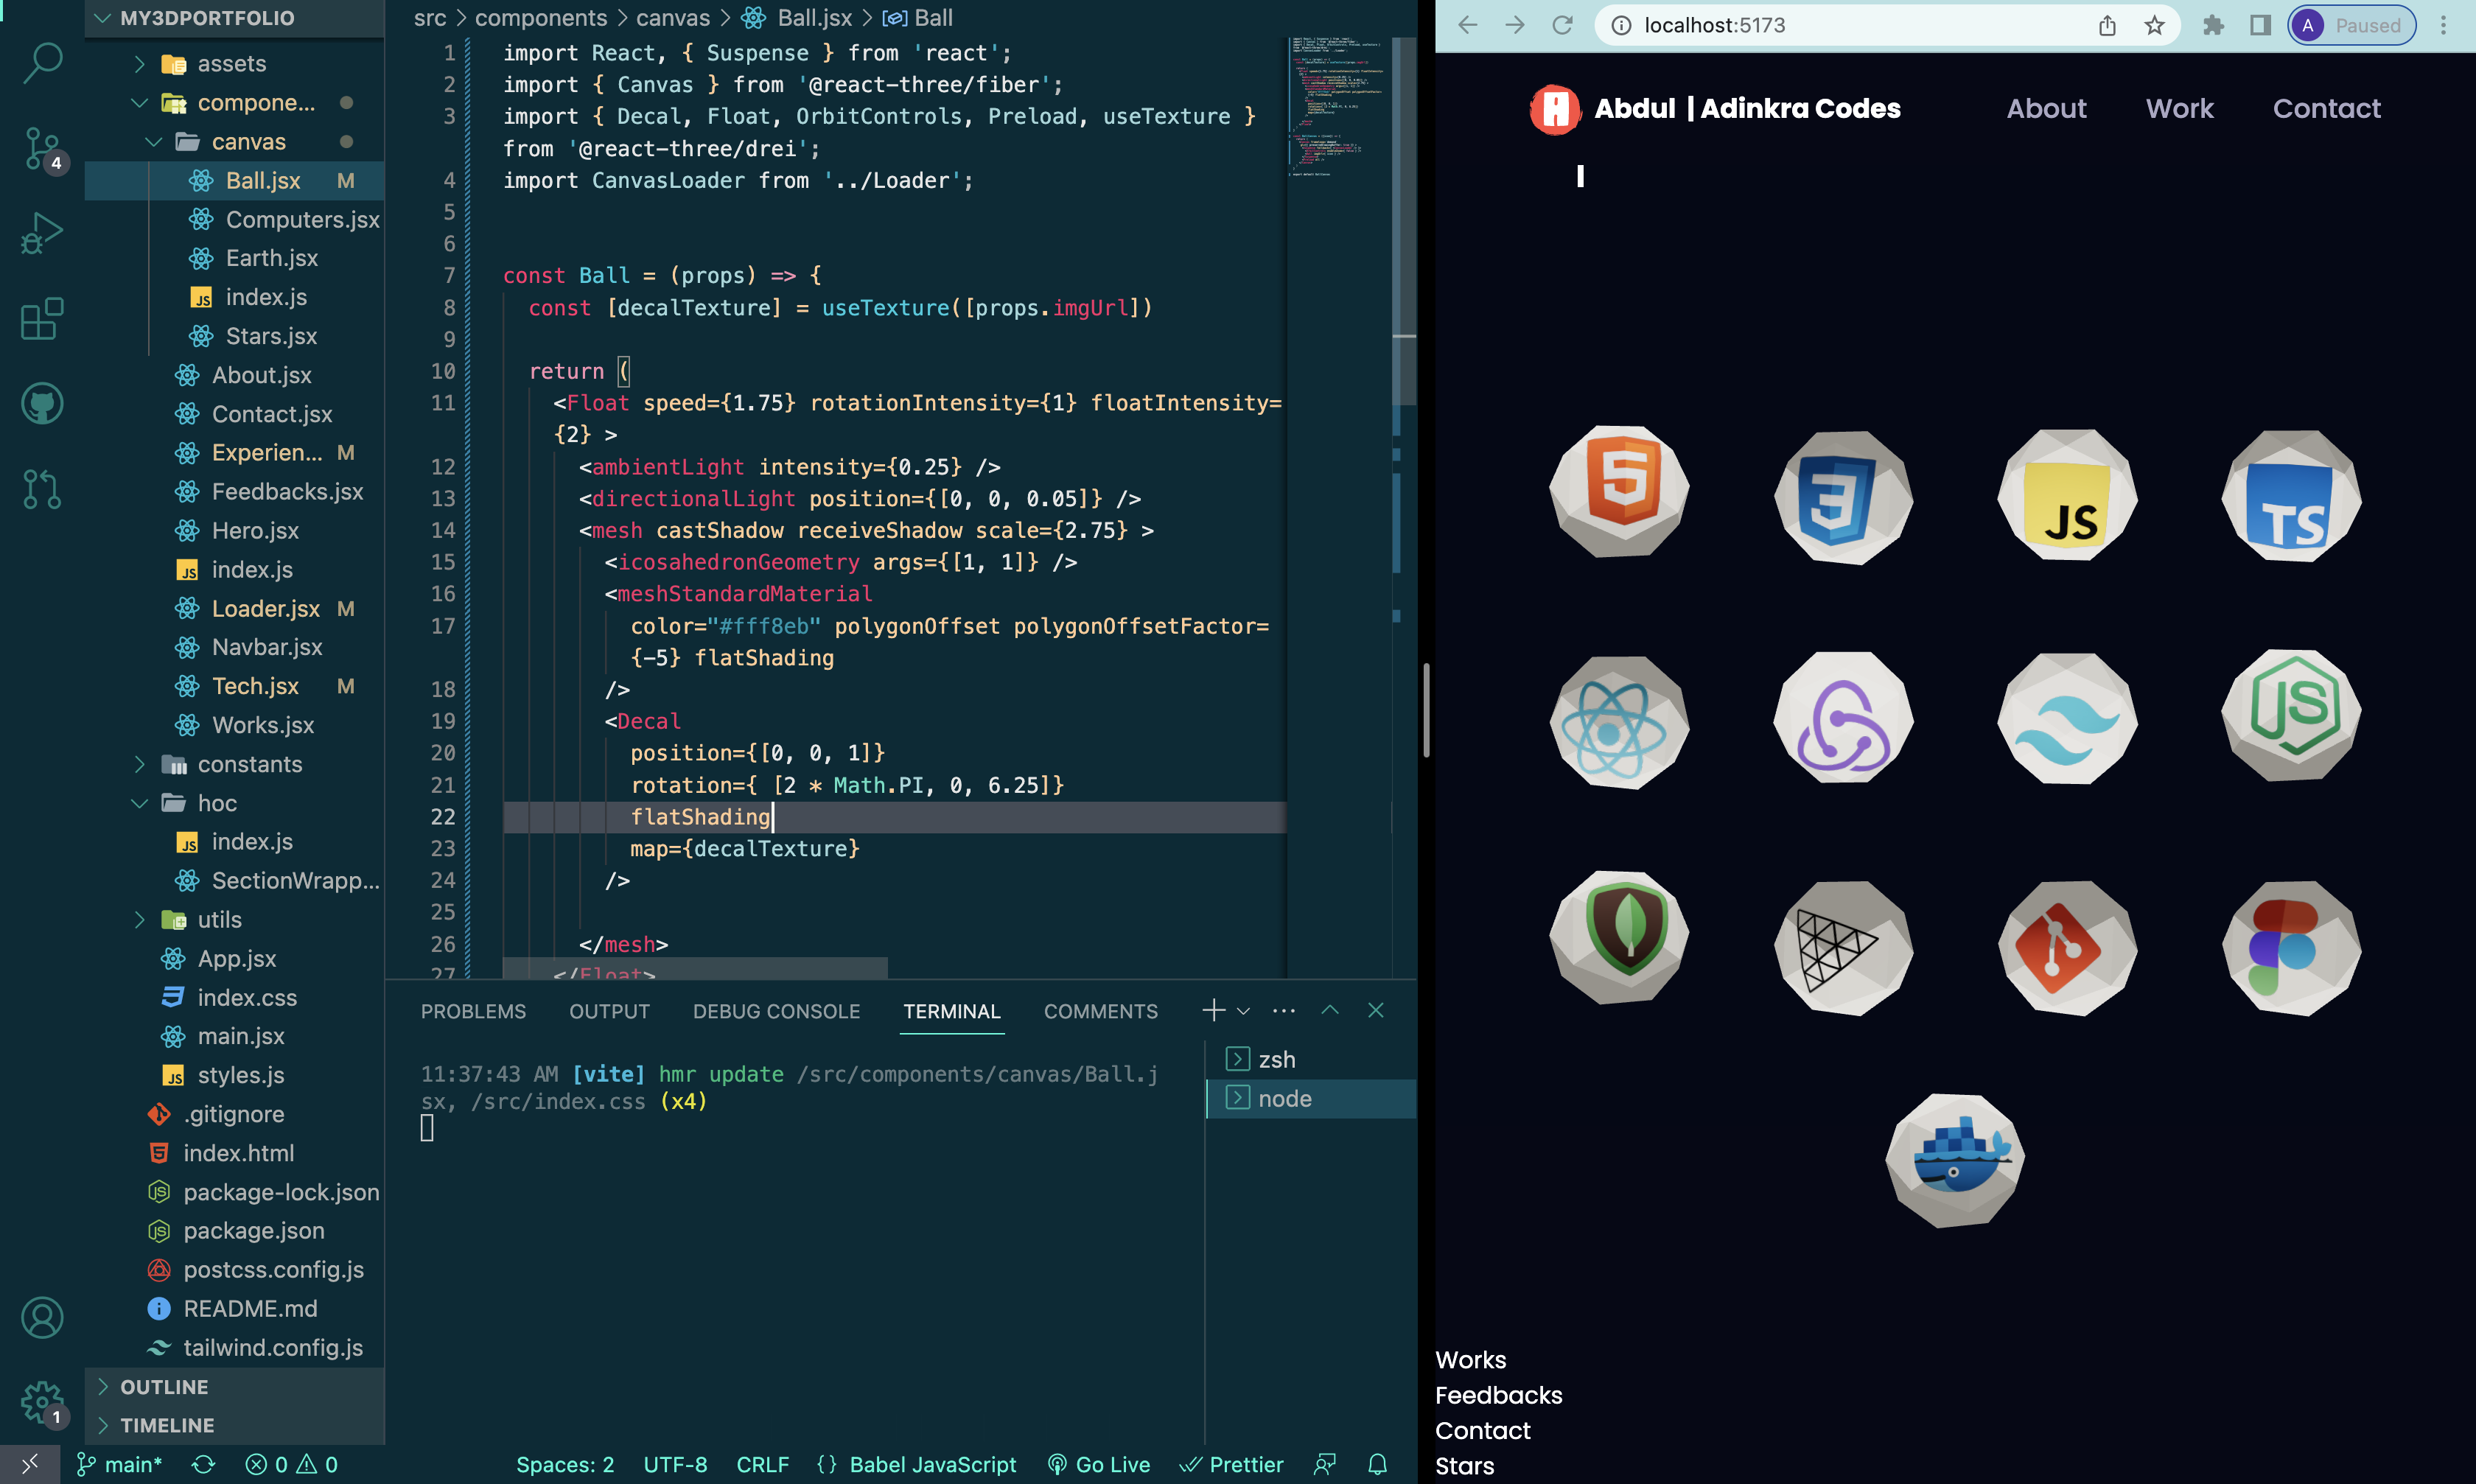 MY3DPORTFOLIO
assets
compone...
canvas
Ball.jsx M
Computers.jsx
Earth.jsx
JS index.js
Stars.jsx
About.jsx
Contact.jsx
Experien... M
Feedbacks.jsx
Hero.jsx
JS index.js
Loader.jsx M
Navbar.jsx
Tech.jsx M
Works.jsx
constants
hoc
JS index.js
SectionWrapp...
utils
App.jsx
index.css
main.jsx
JS styles.js
.gitignore
index.html
package-lock.json
package.json
postcss.config.js
README.md
tailwind.config.js
OUTLINE
TIMELINE
4
1
src > components > canvas > Ball.jsx > Ball
1 import React, { Suspense } from 'react';
2 import { Canvas } from '@react-three/fiber';
3 import { Decal, Float, OrbitControls, Preload, useTexture }
from '@react-three/drei';
4 import CanvasLoader from '../Loader';
5
6
7 const Ball = (props) => {
8 const [decalTexture] = useTexture([props.imgUrl])
9
10 return (
11 <Float speed={1.75} rotationIntensity={1} floatIntensity=
{2} >
12 <ambientLight intensity={0.25} />
13 <directionalLight position={[0, 0, 0.05]} />
14 <mesh castShadow receiveShadow scale={2.75} >
15 <icosahedronGeometry args={[1, 1]} />
16 <meshStandardMaterial
17 color="#fff8eb" polygonOffset polygonOffsetFactor=
{-5} flatShading
18 />
19 <Decal
20 position={[0, 0, 1]}
21 rotation={ [2 * Math.PI, 0, 6.25]}
22 flatShading
23 map={decalTexture}
24 />
25
26 </mesh>
27 </Float>
PROBLEMS OUTPUT DEBUG CONSOLE TERMINAL COMMENTS
11:37:43 AM [vite] hmr update /src/components/canvas/Ball.j
sx, /src/index.css (x4)
zsh
node
main* 0 0 Spaces: 2 UTF-8 CRLF {} Babel JavaScript Go Live Prettier
localhost:5173 A Paused
Abdul | Adinkra Codes About Work Contact
5 3 JS TS
JS
Works
Feedbacks
Contact
Stars